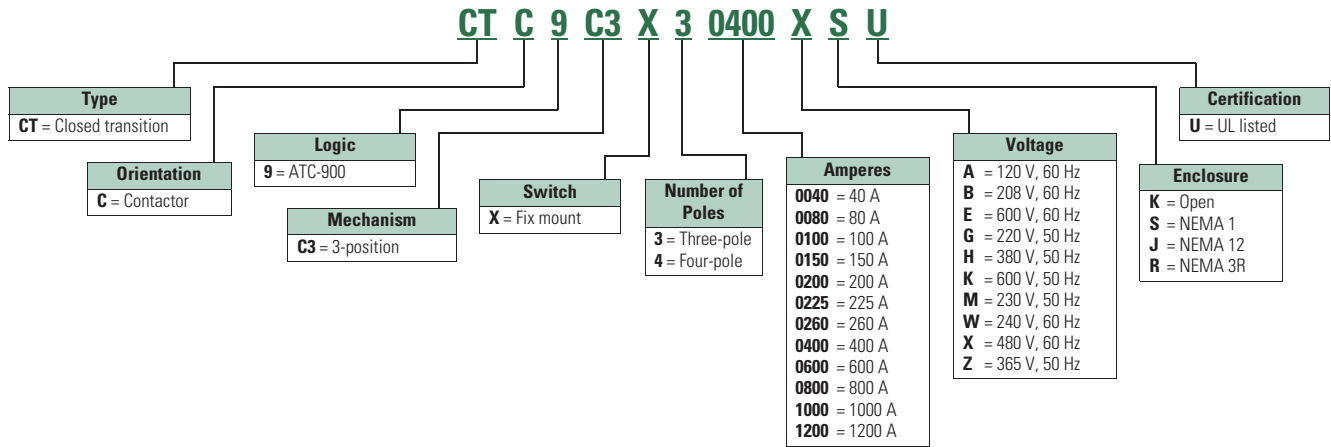 CT C 9 C3 X 3 0400 X S U
Type
CT = Closed transition
Orientation
C = Contactor
Logic
9 = ATC-900
Mechanism
C3 = 3-position
Switch
X = Fix mount
Number of
Poles
3 = Three-pole
4 = Four-pole
Amperes
0040 = 40 A
0080 = 80 A
0100 = 100 A
0150 = 150 A
0200 = 200 A
0225 = 225 A
0260 = 260 A
0400 = 400 A
0600 = 600 A
0800 = 800 A
1000 = 1000 A
1200 = 1200 A
Voltage
A = 120 V, 60 Hz
B = 208 V, 60 Hz
E = 600 V, 60 Hz
G = 220 V, 50 Hz
H = 380 V, 50 Hz
K = 600 V, 50 Hz
M = 230 V, 50 Hz
W = 240 V, 60 Hz
X = 480 V, 60 Hz
Z = 365 V, 50 Hz
Enclosure
K = Open
S = NEMA 1
J = NEMA 12
R = NEMA 3R
Certification
U = UL listed